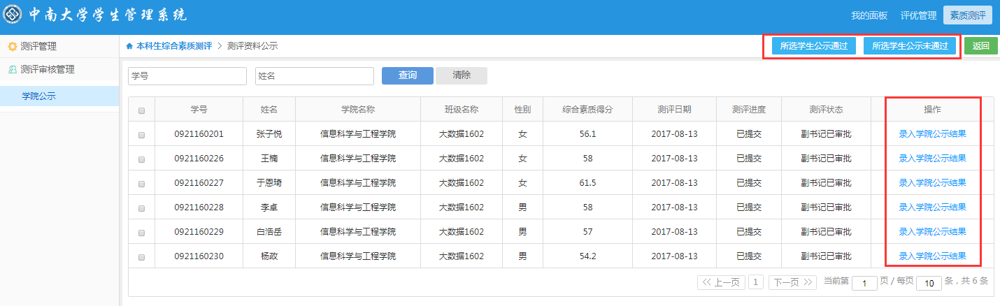 中南大学学生管理系统
我的面板 评优管理 素质测评
测评管理
测评审核管理
学院公示
本科生综合素质测评 > 测评资料公示
所选学生公示通过 所选学生公示未通过 返回
学号 姓名 查询 清除
学号 姓名 学院名称 班级名称 性别 综合素质得分 测评日期 测评进度 测评状态 操作
0921160201 张子悦 信息科学与工程学院 大数据1602 女 56.1 2017-08-13 已提交 副书记已审批 录入学院公示结果
0921160226 王楠 信息科学与工程学院 大数据1602 女 58 2017-08-13 已提交 副书记已审批 录入学院公示结果
0921160227 于恩琦 信息科学与工程学院 大数据1602 女 61.5 2017-08-13 已提交 副书记已审批 录入学院公示结果
0921160228 李卓 信息科学与工程学院 大数据1602 男 58 2017-08-13 已提交 副书记已审批 录入学院公示结果
0921160229 白浩岳 信息科学与工程学院 大数据1602 男 57 2017-08-13 已提交 副书记已审批 录入学院公示结果
0921160230 杨政 信息科学与工程学院 大数据1602 男 54.2 2017-08-13 已提交 副书记已审批 录入学院公示结果
<< 上一页 1 下一页 >> 当前第 1 页 / 每页 10 条，共 6 条